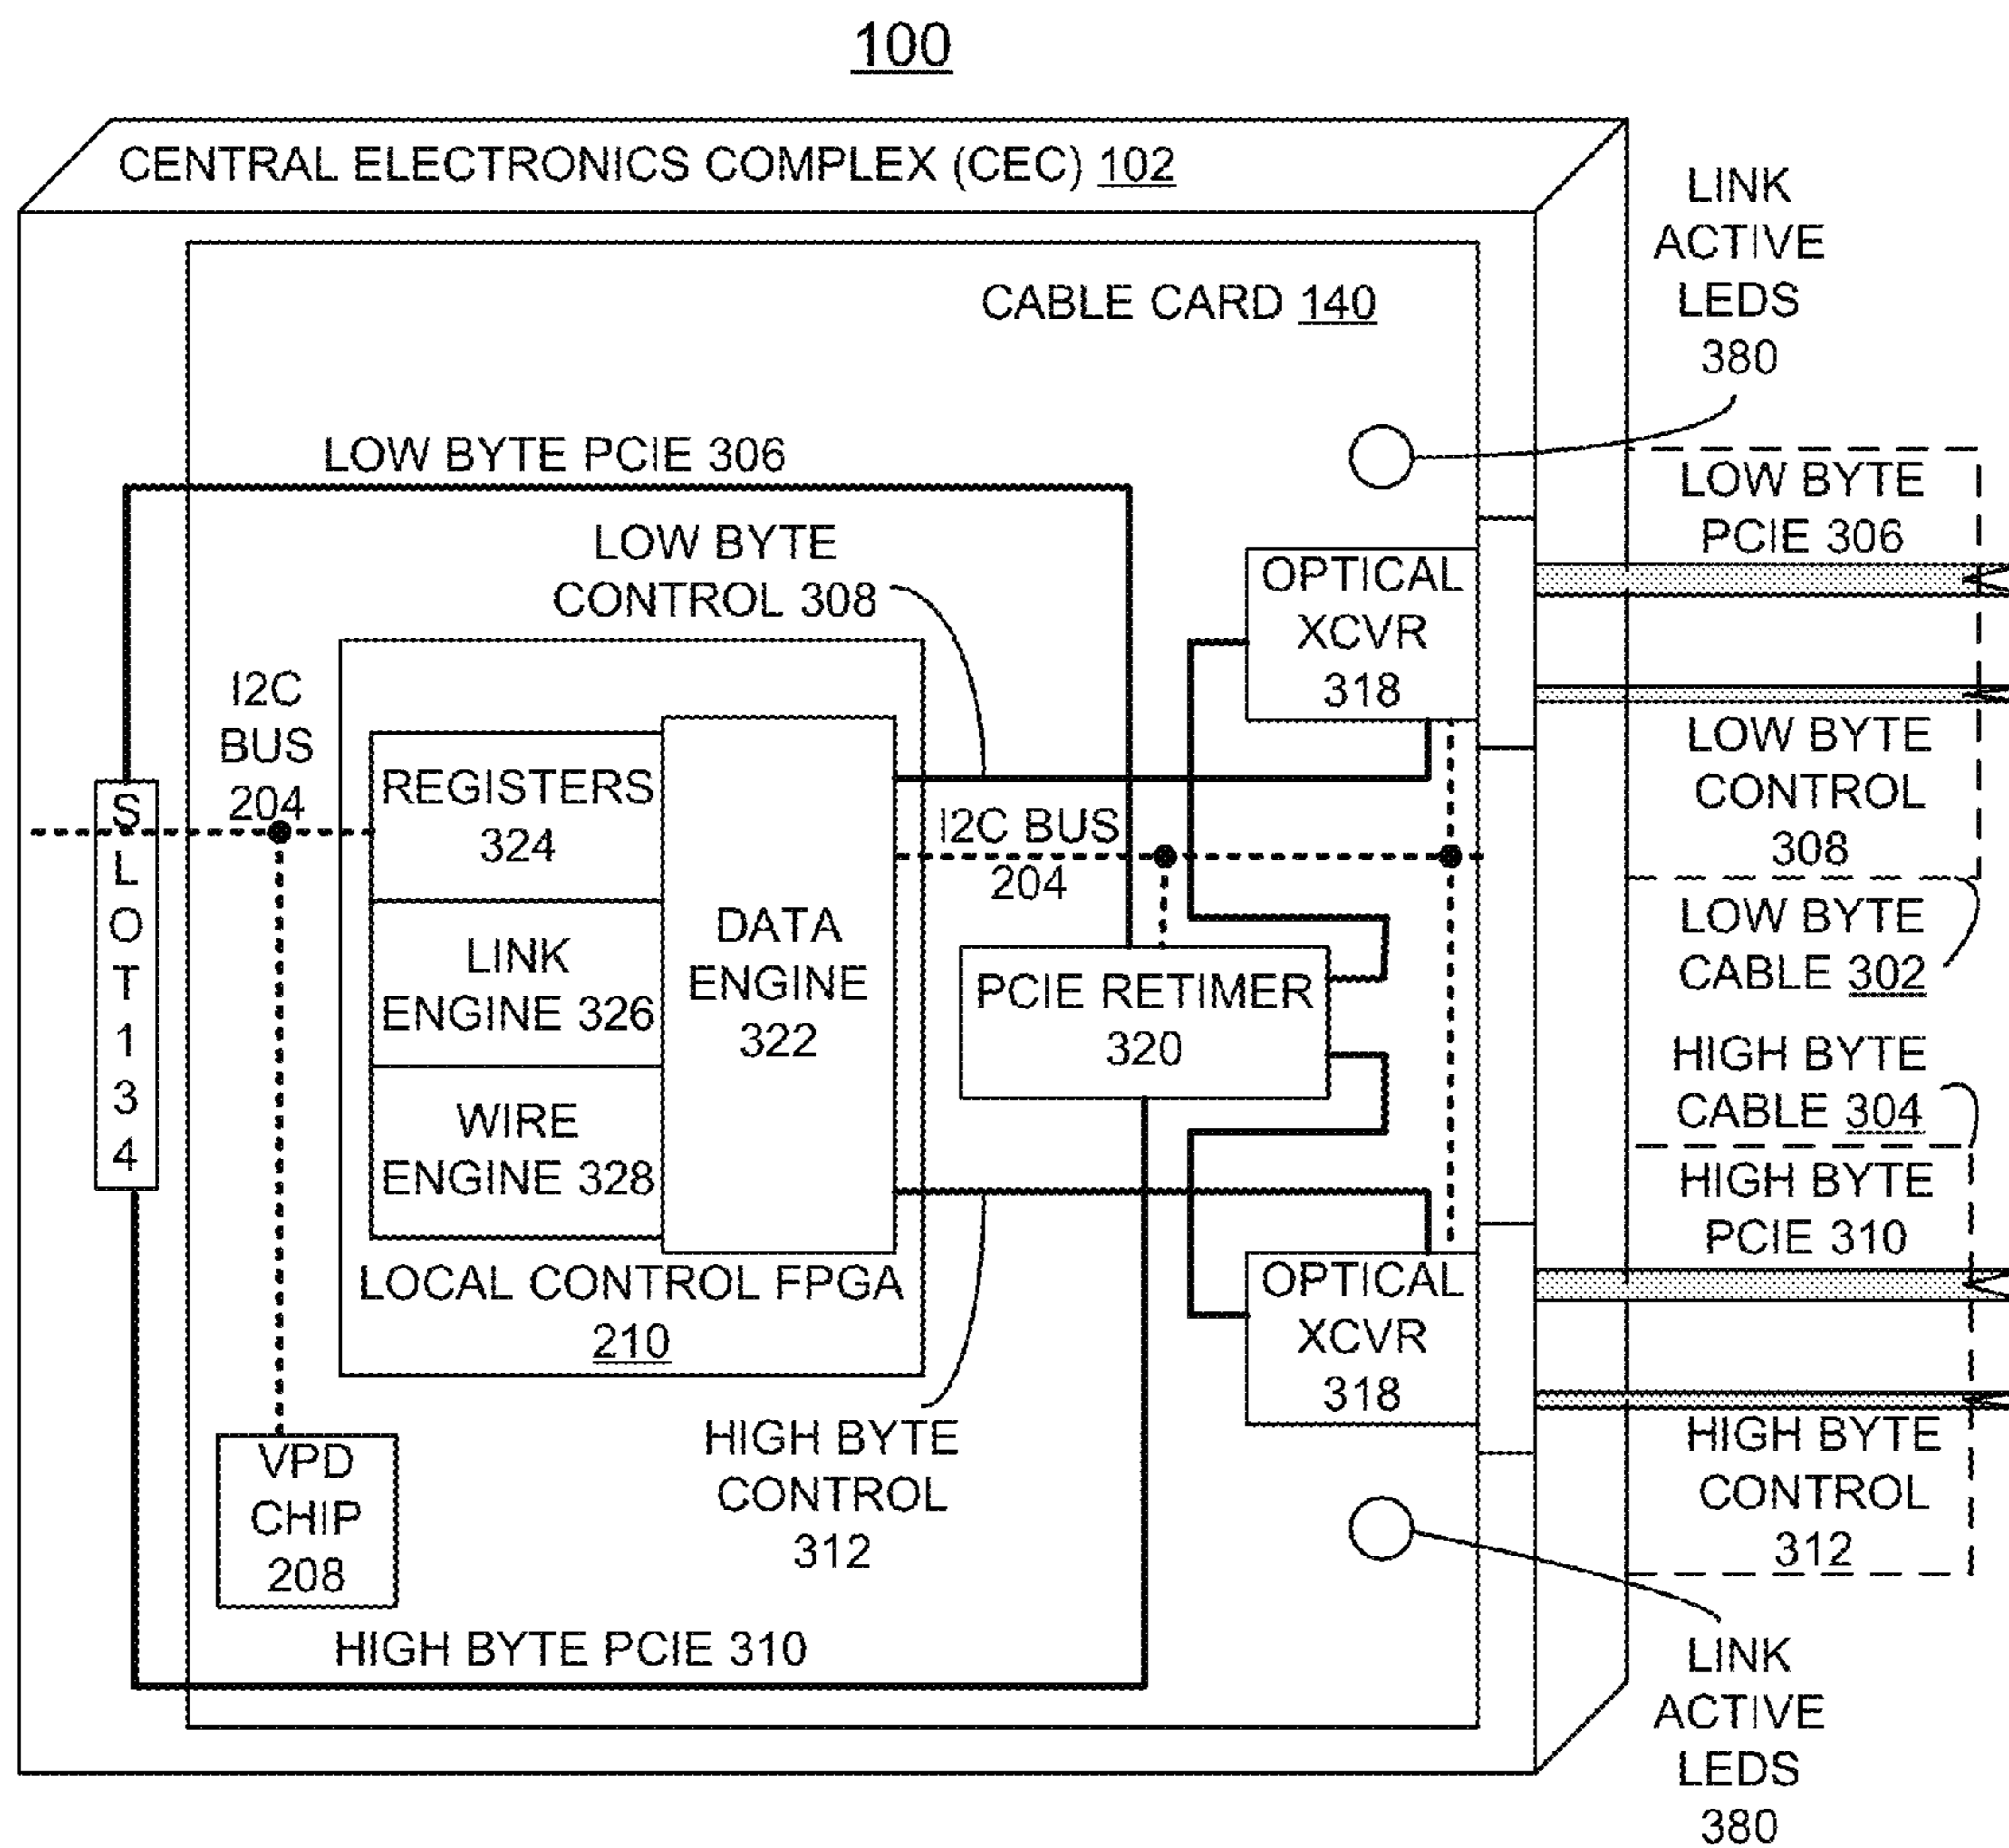 100
CENTRAL ELECTRONICS COMPLEX (CEC) 102
LINK
ACTIVE
LEDS
380
CABLE CARD 140
LOW BYTE PCIE 306
LOW BYTE
CONTROL 308
LOW BYTE
PCIE 306
OPTICAL
XCVR
318
I2C
BUS
204
LOW BYTE
CONTROL
308
REGISTERS
324
I2C BUS
204
SLOT134
LINK
ENGINE 326
DATA
ENGINE
322
PCIE RETIMER
320
LOW BYTE
CABLE 302
HIGH BYTE
CABLE 304
WIRE
ENGINE 328
HIGH BYTE
PCIE 310
LOCAL CONTROL FPGA
210
OPTICAL
XCVR
318
HIGH BYTE
CONTROL
312
HIGH BYTE
CONTROL
312
VPD
CHIP
208
HIGH BYTE PCIE 310
LINK
ACTIVE
LEDS
380